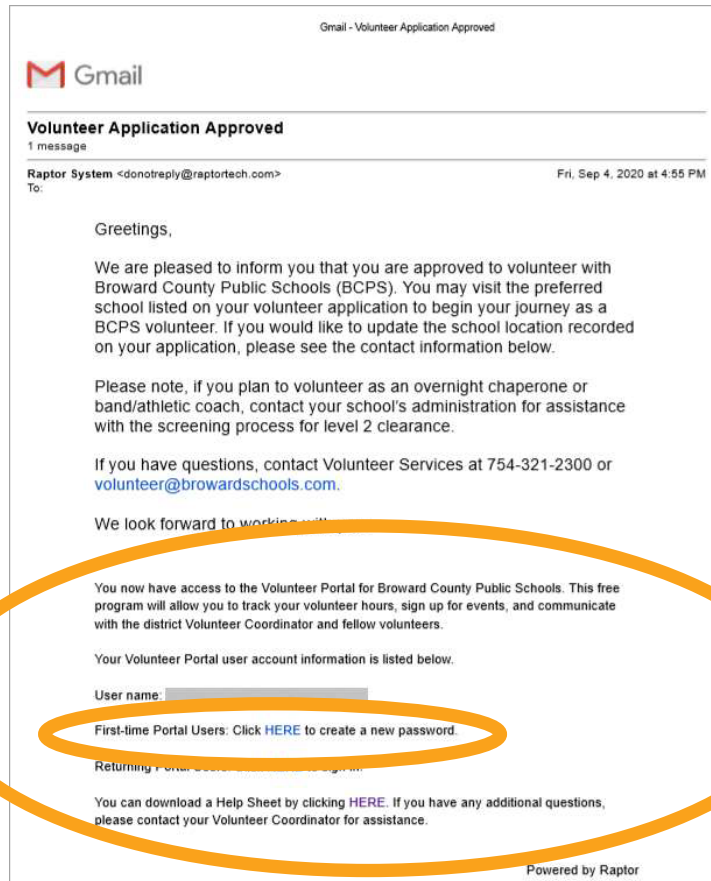 Gmail - Volunteer Application Approved
Gmail
Volunteer Application Approved
1 message
Raptor System <donotreply@raptortech.com> Fri, Sep 4, 2020 at 4:55 PM
To:
Greetings,
We are pleased to inform you that you are approved to volunteer with
Broward County Public Schools (BCPS). You may visit the preferred
school listed on your volunteer application to begin your journey as a
BCPS volunteer. If you would like to update the school location recorded
on your application, please see the contact information below.
Please note, if you plan to volunteer as an overnight chaperone or
band/athletic coach, contact your school's administration for assistance
with the screening process for level 2 clearance.
If you have questions, contact Volunteer Services at 754-321-2300 or
volunteer@browardschools.com.
We look forward to working
You now have access to the Volunteer Portal for Broward County Public Schools. This free
program will allow you to track your volunteer hours, sign up for events, and communicate
with the district Volunteer Coordinator and fellow volunteers.
Your Volunteer Portal user account information is listed below.
User name:
First-time Portal Users: Click HERE to create a new password.
Returning
You can download a Help Sheet by clicking HERE. If you have any additional questions,
please contact your Volunteer Coordinator for assistance.
Powered by Raptor